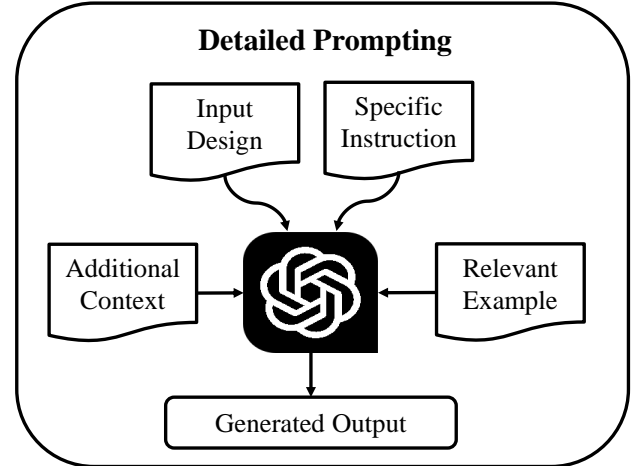 Detailed Prompting
Input
Design
Specific
Instruction
Additional
Context
Relevant
Example
Generated Output